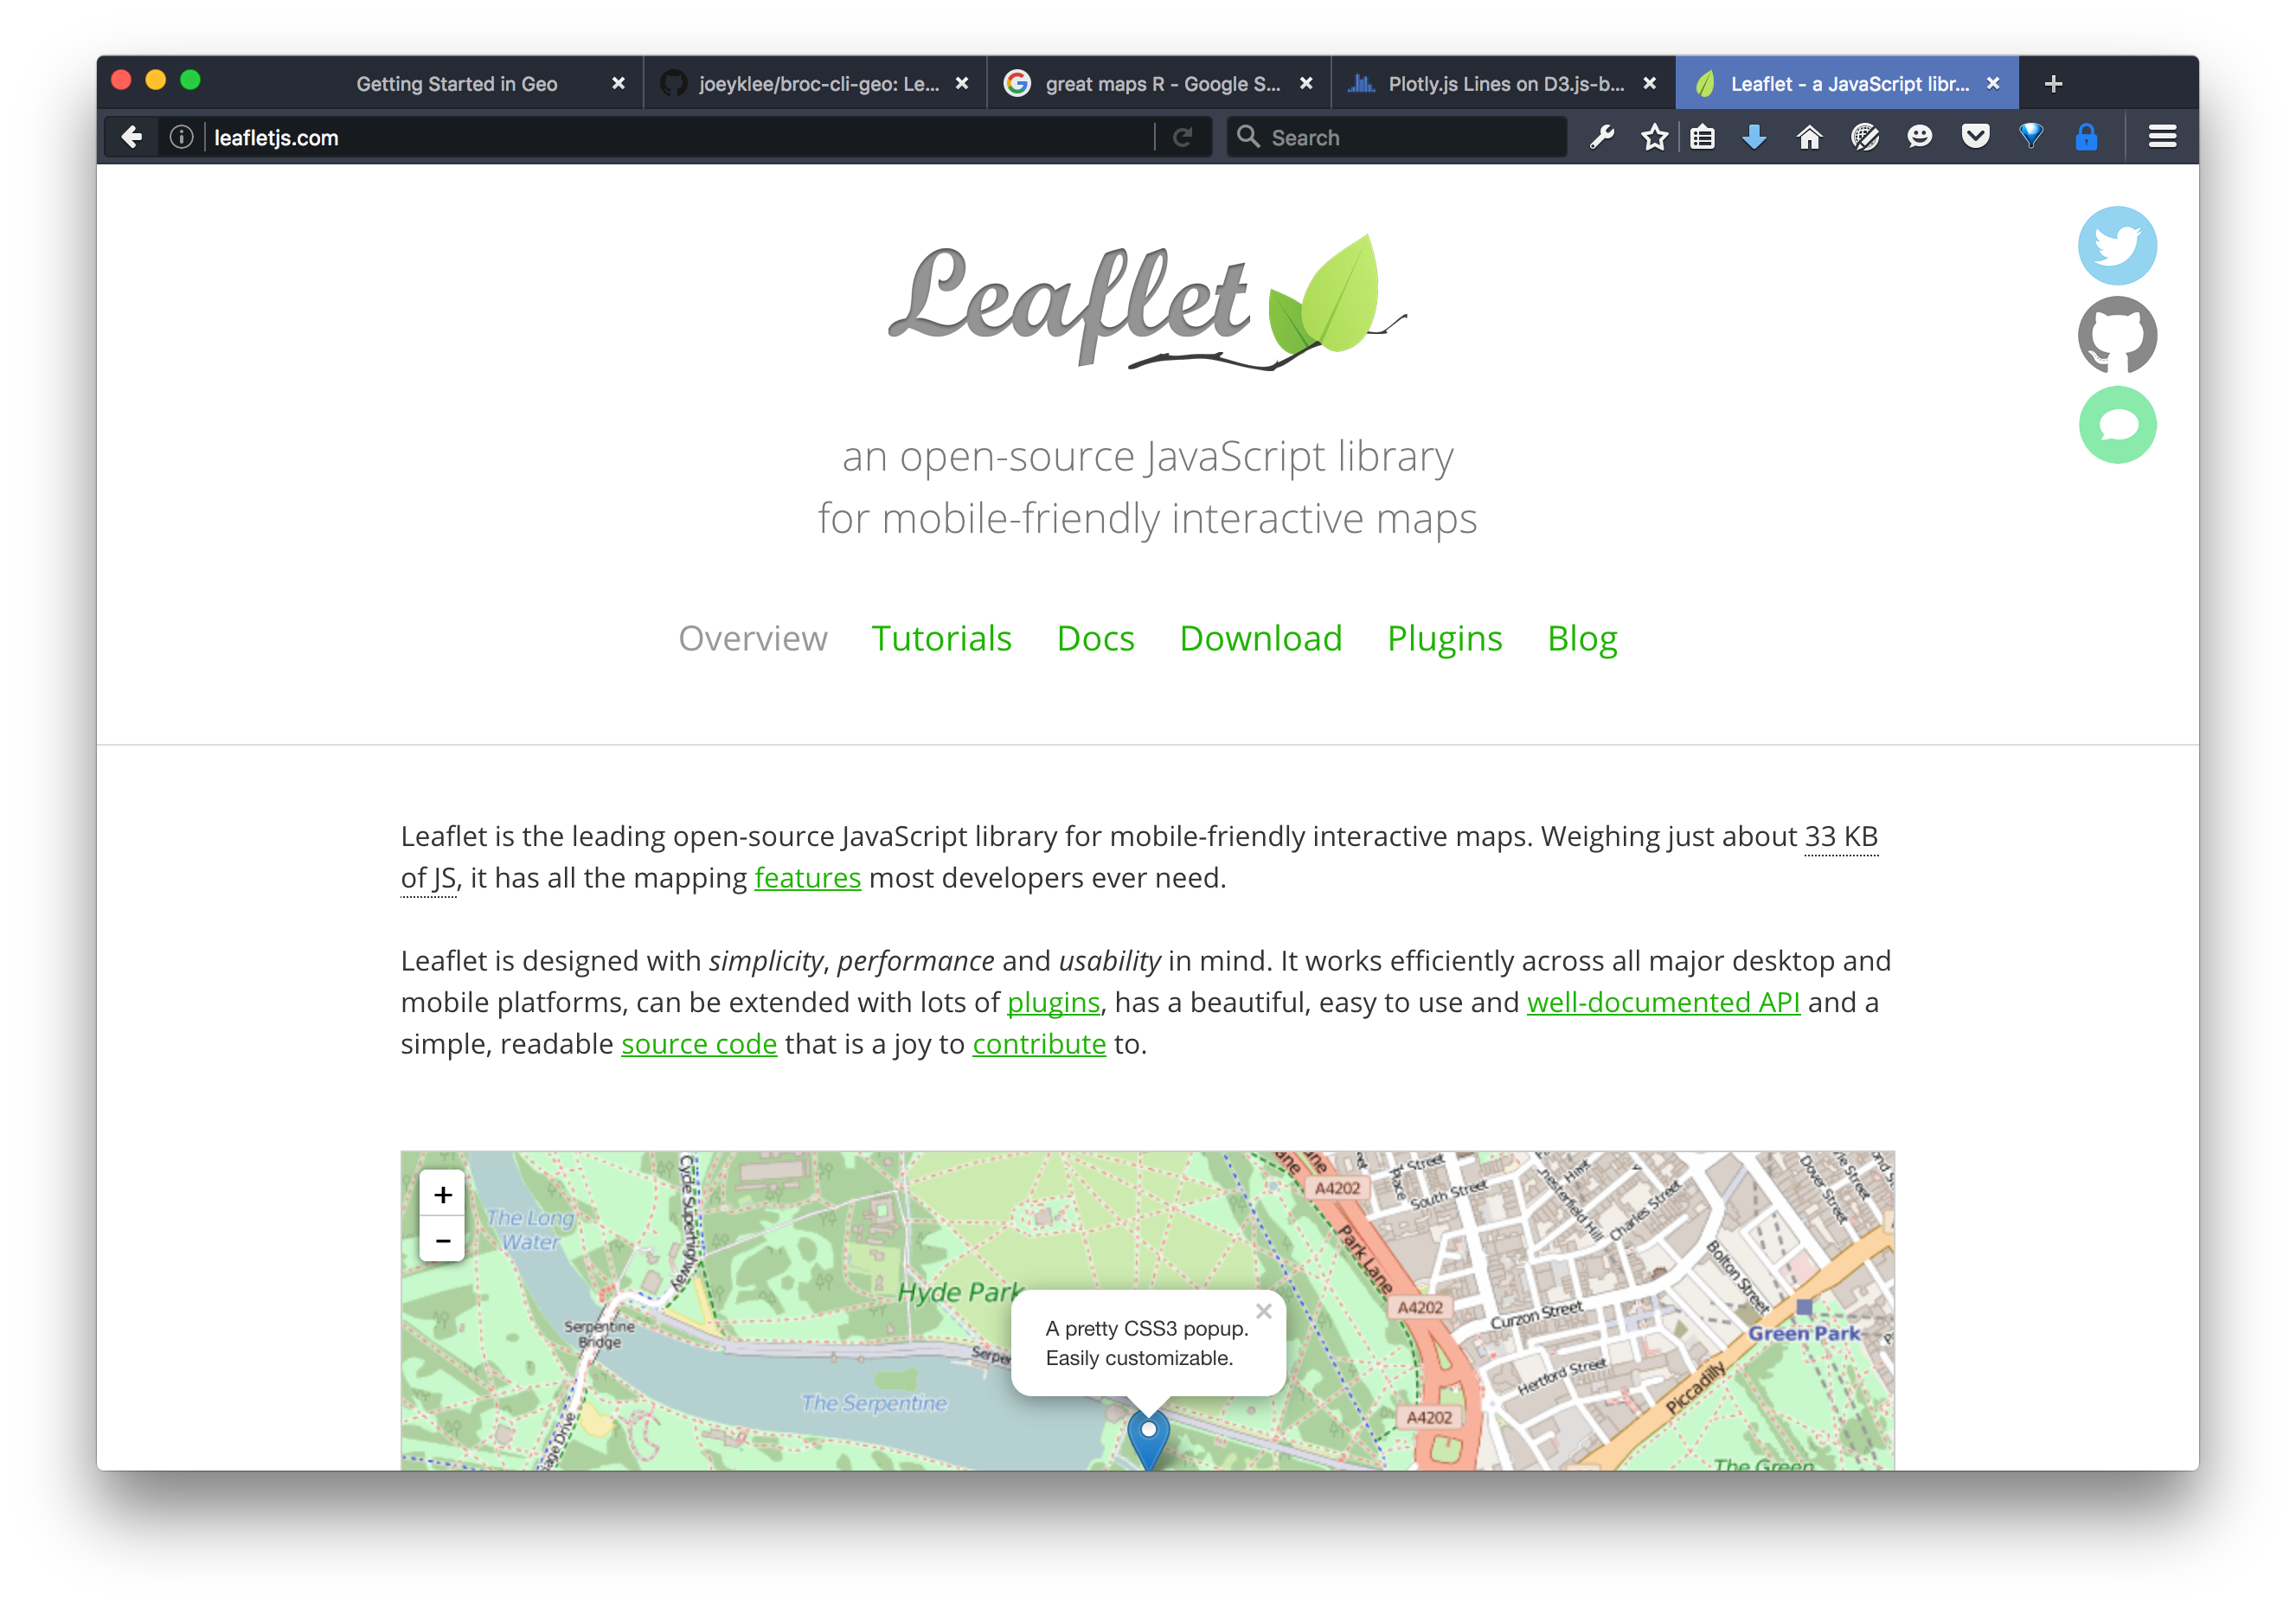 Getting Started in Geo
joeyklee/broc-cli-geo: Le...
great maps R - Google S...
Plotly.js Lines on D3.js-b...
Leaflet - a JavaScript libr...
leafletjs.com
Search
Leaflet
an open-source JavaScript library
for mobile-friendly interactive maps
Overview Tutorials Docs Download Plugins Blog
Leaflet is the leading open-source JavaScript library for mobile-friendly interactive maps. Weighing just about 33 KB
of JS, it has all the mapping features most developers ever need.
Leaflet is designed with simplicity, performance and usability in mind. It works efficiently across all major desktop and
mobile platforms, can be extended with lots of plugins, has a beautiful, easy to use and well-documented API and a
simple, readable source code that is a joy to contribute to.
+
−
The Long
Water
Hyde Park
Serpentine
Bridge
The Serpentine
A pretty CSS3 popup.
Easily customizable.
A4202
Park Lane
A4202
A4202
South Street
Charles Street
Dover Street
Bolton Street
Curzon Street
Hertford Street
Green Park
Piccadilly
The Green